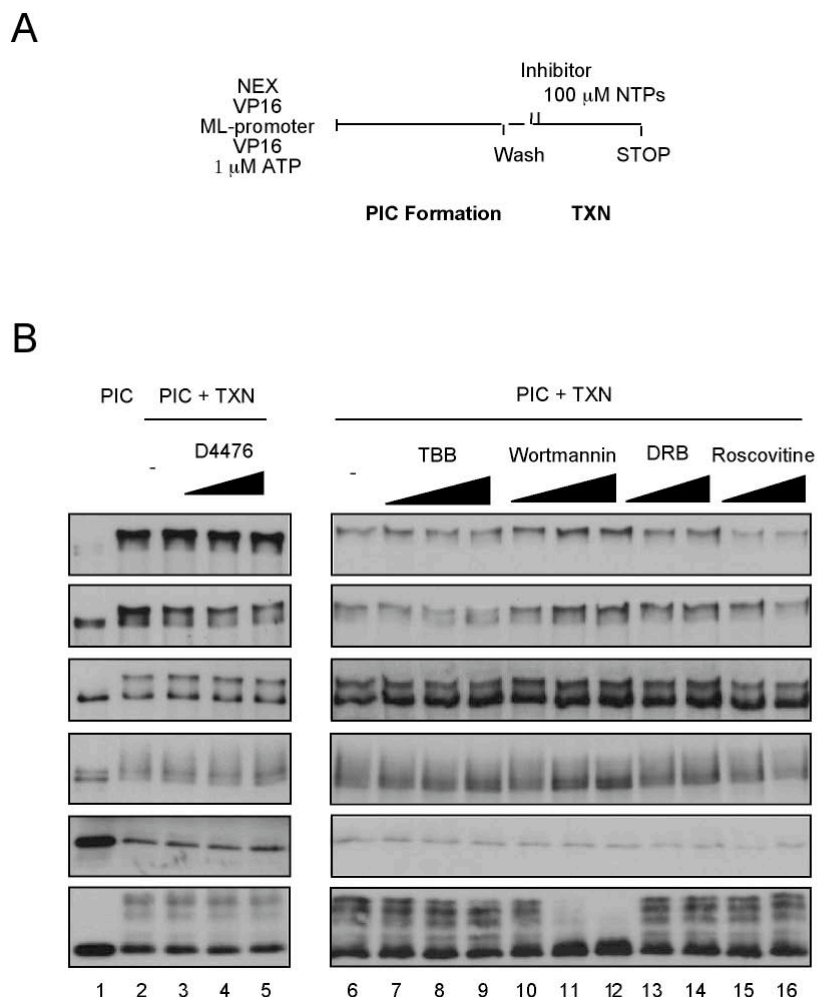 A
NEX
VP16
ML-promoter
VP16
1 μM ATP
Inhibitor
100 μM NTPs
Wash
STOP
PIC Formation
TXN
B
PIC
PIC + TXN
PIC + TXN
-
D4476
-
TBB
Wortmannin
DRB
Roscovitine
1 2 3 4 5 6 7 8 9 10 11 12 13 14 15 16